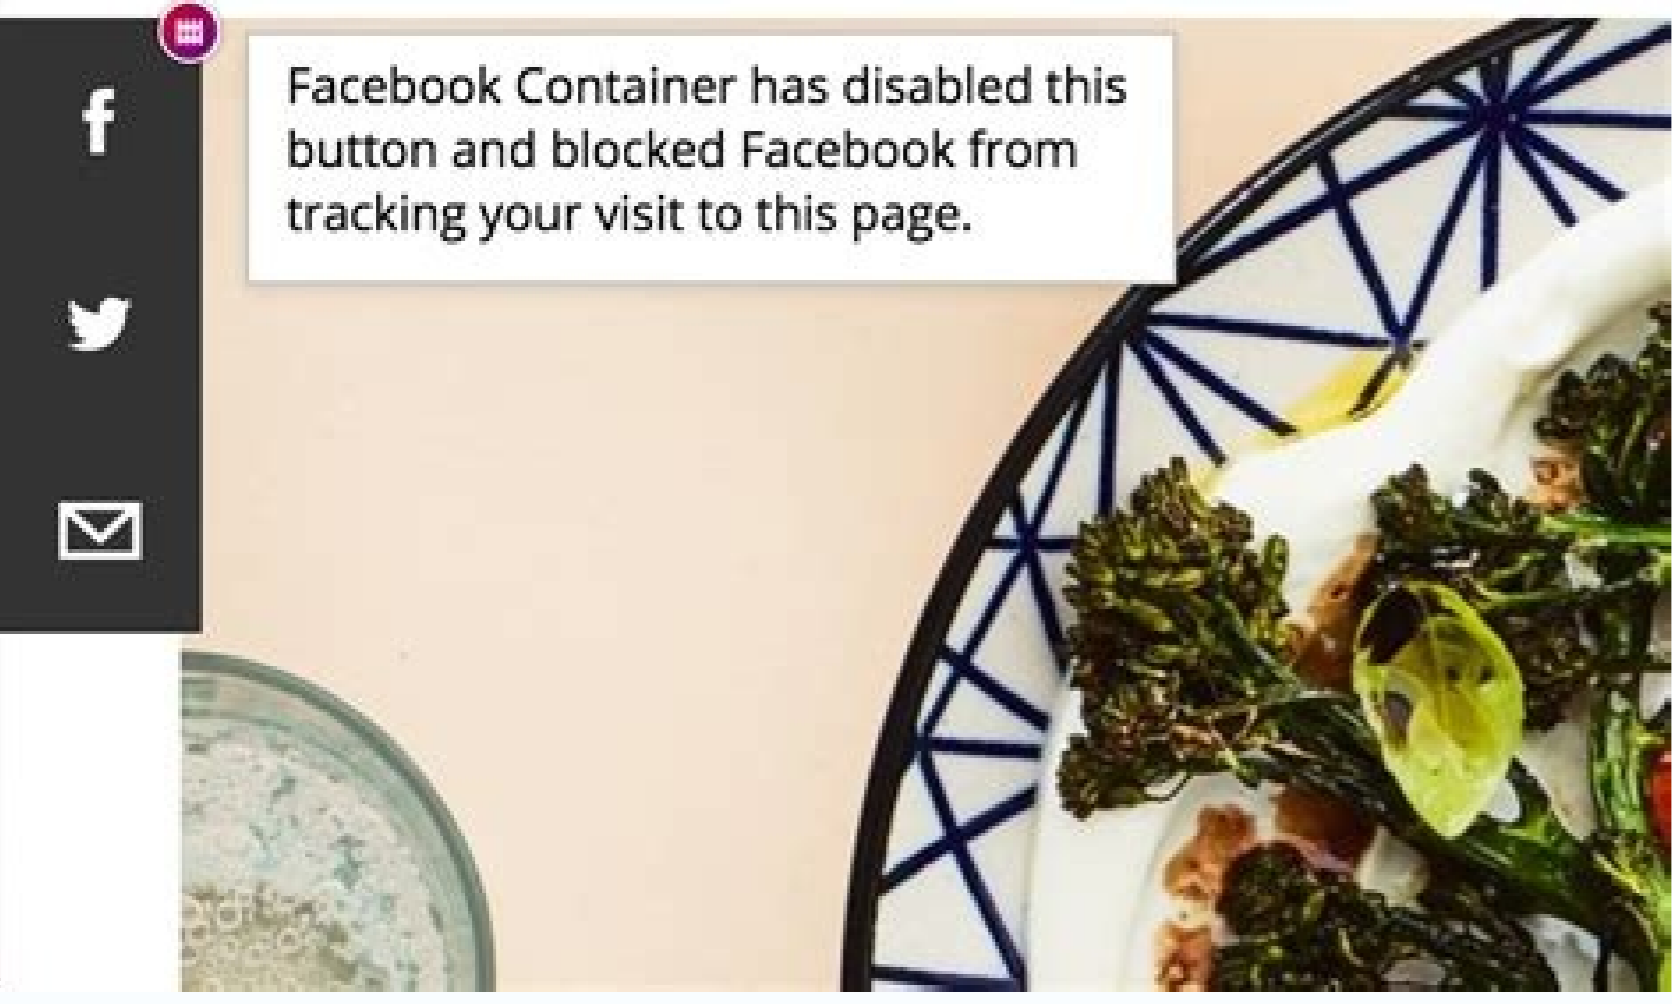 Facebook Container has disabled this
button and blocked Facebook from
tracking your visit to this page.